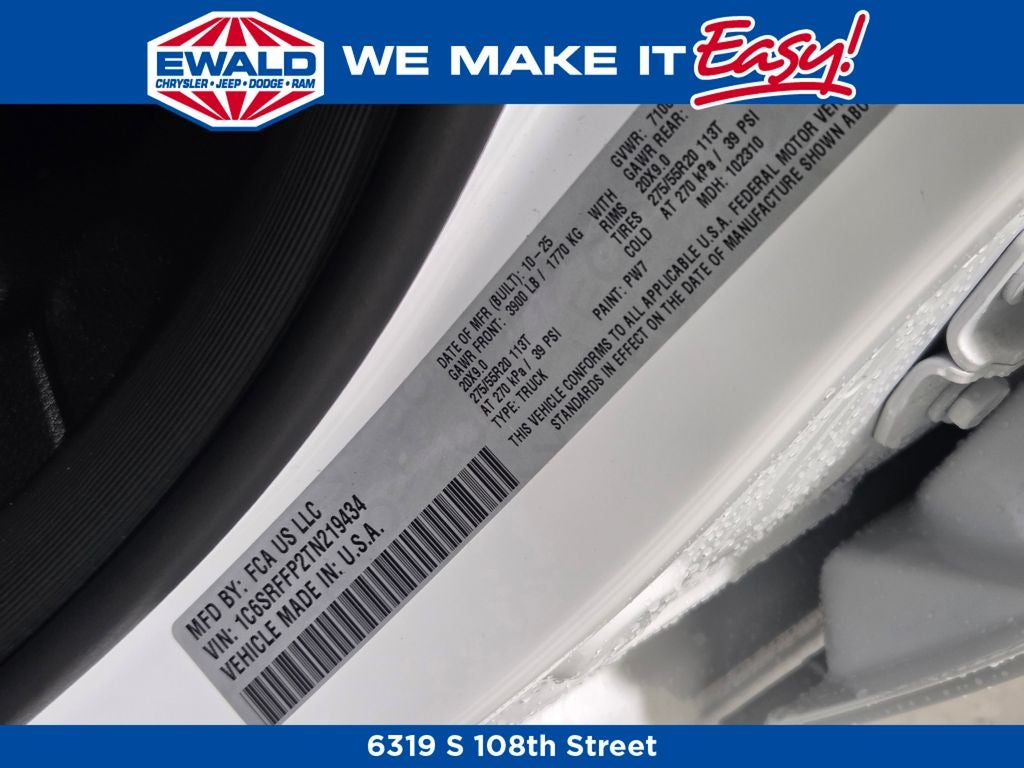 EWALD
CHRYSLER • JEEP • DODGE • RAM
WE MAKE IT Easy!
MFD BY: FCA US LLC
VIN: 1C6SRFFP2TN219434
VEHICLE MADE IN: U.S.A.
DATE OF MFR (BUILT): 10-25
GAWR FRONT: 3900 LB / 1770 KG WITH
20X9.0 RIMS
275/55R20 113T TIRES
AT 270 kPa / 39 PSI COLD
TYPE: TRUCK
GVWR: 
GAWR REAR:
20X9.0
275/55R20 113T
AT 270 kPa / 39 PSI
PAINT: PW7 MDH: 102310
THIS VEHICLE CONFORMS TO ALL APPLICABLE U.S.A. FEDERAL MOTOR
STANDARDS IN EFFECT ON THE DATE OF MANUFACTURE SHOWN
6319 S 108th Street